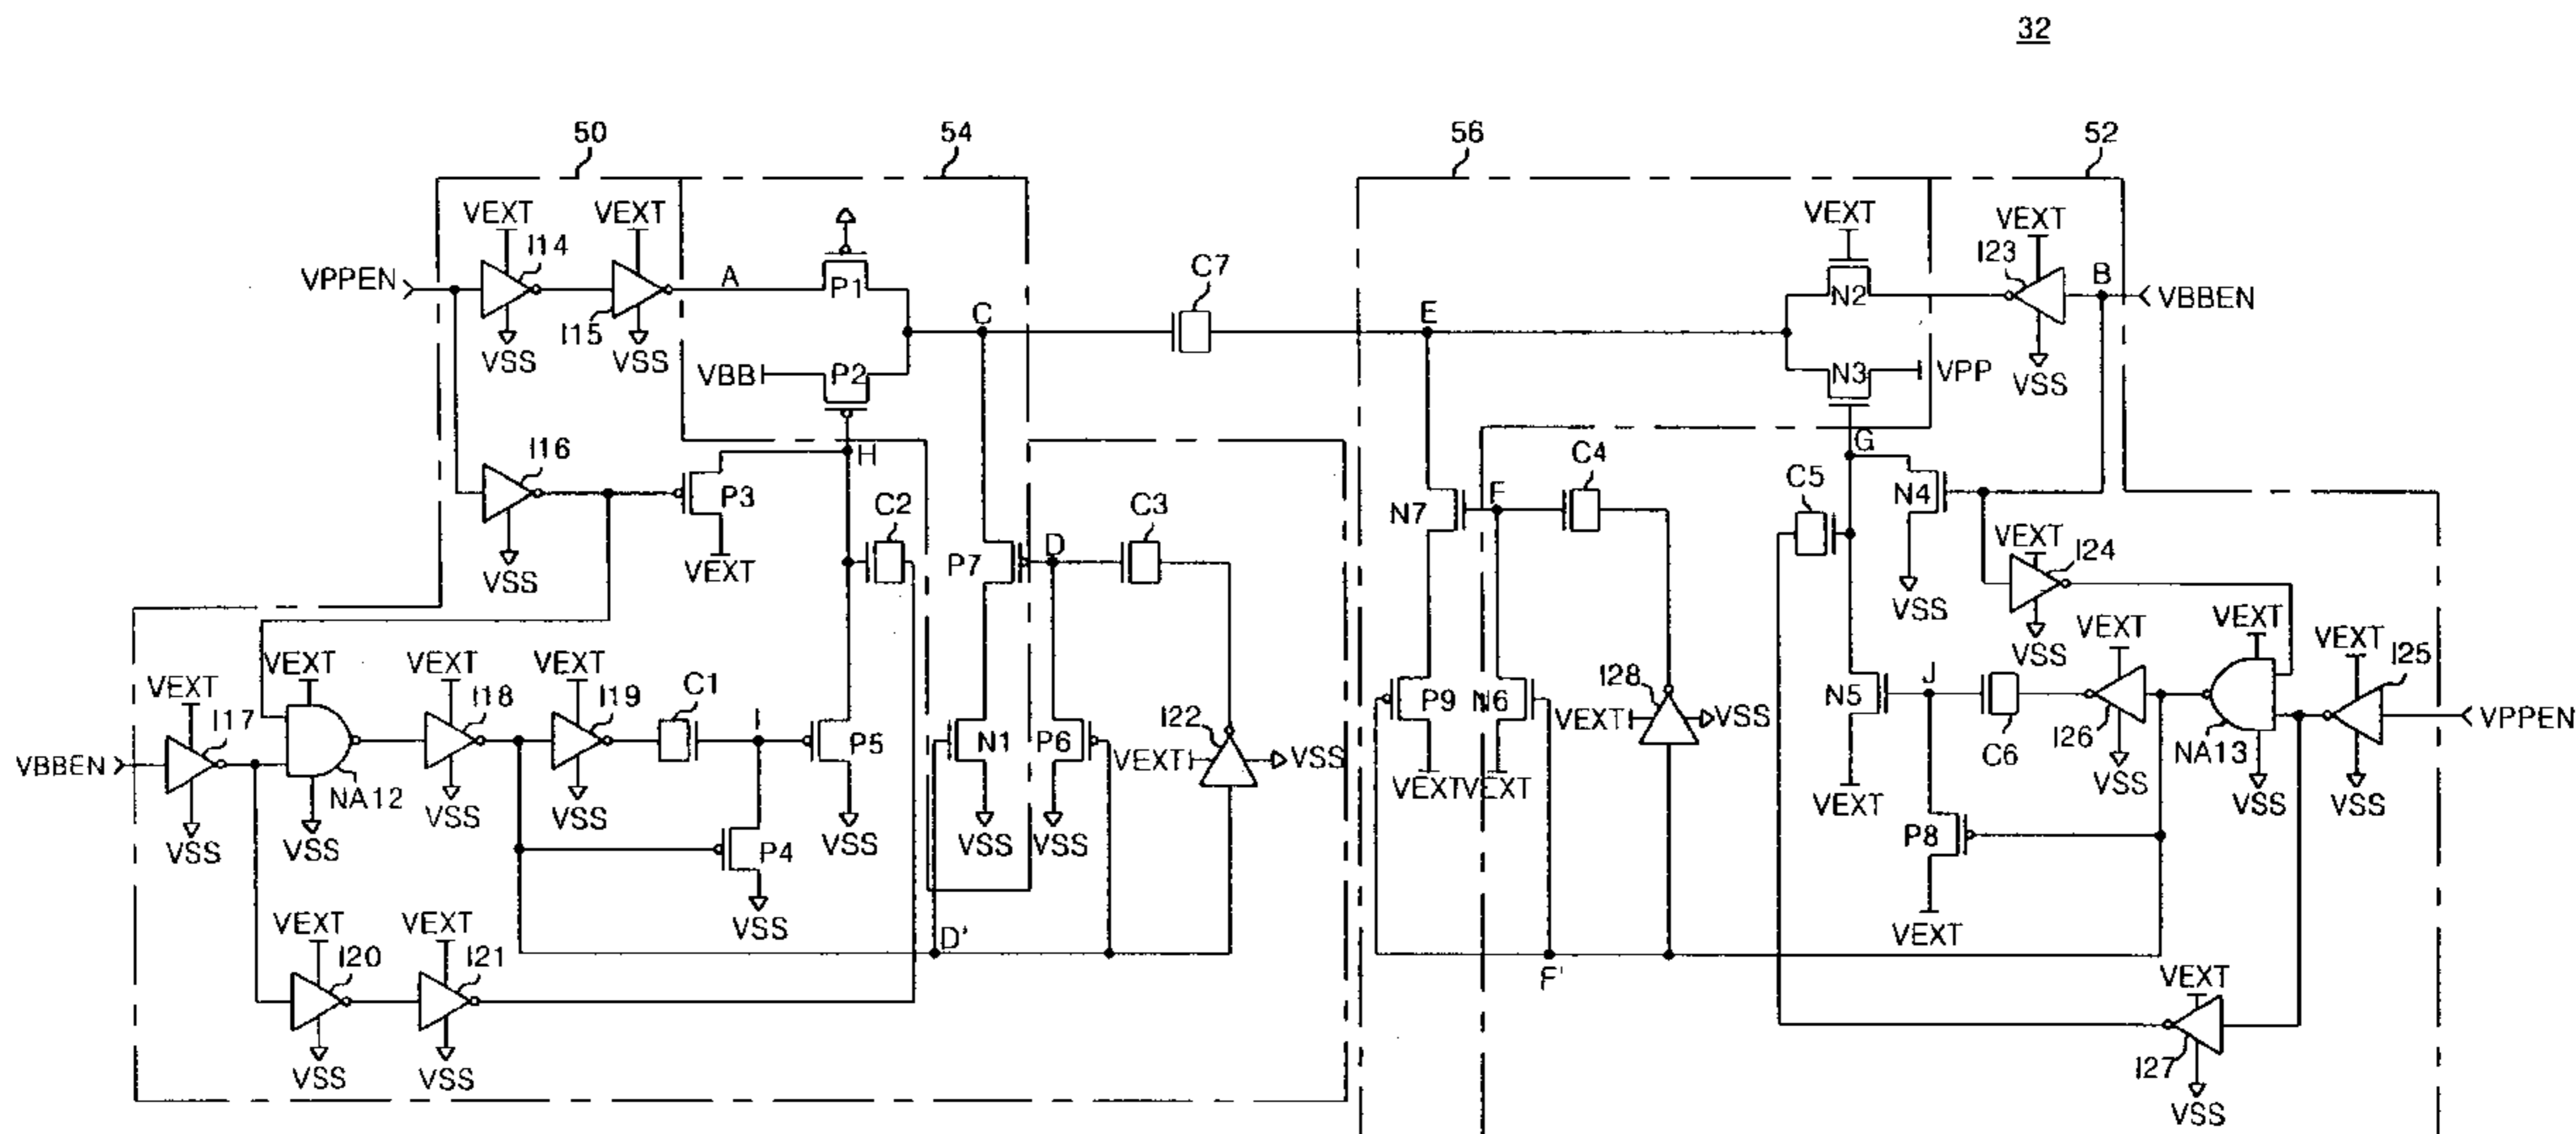 32
50
54
56
52
VEXT
VEXT
VEXT
VEXT
I14
I23
C7
B
VPPEN
A
P1
N2
VBBEN
I15
C
E
VSS
VSS
VBB
P2
N3
VPP
VSS
H
G
I16
C4
C5
P3
C2
C3
N7
F
N4
D
VEXT
I24
VSS
VEXT
P7
VSS
VEXT
VEXT
VEXT
VEXT
VEXT
VSS
VEXT
I25
VEXT
I17
I18
I19
C1
I
I28
N5
J
I22
P9
N6
VEXT
VSS
VBBEN
P5
N1
P6
VEXT
VSS
I26
C6
NA13
VPPEN
NA12
VSS
VEXT
VEXT
VEXT
VSS
VSS
VSS
VSS
VSS
VSS
VSS
VSS
VSS
P4
P8
VEXT
VEXT
I20
I21
VSS
D'
VEXT
F'
VEXT
VSS
VSS
I27
VSS